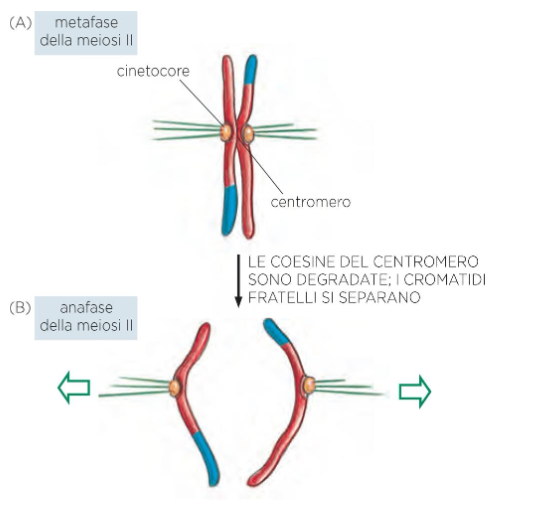 (A) metafase
della meiosi II
cinetocore
centromero
LE COESINE DEL CENTROMERO
SONO DEGRADATE; I CROMATIDI
FRATELLI SI SEPARANO
(B) anafase
della meiosi II